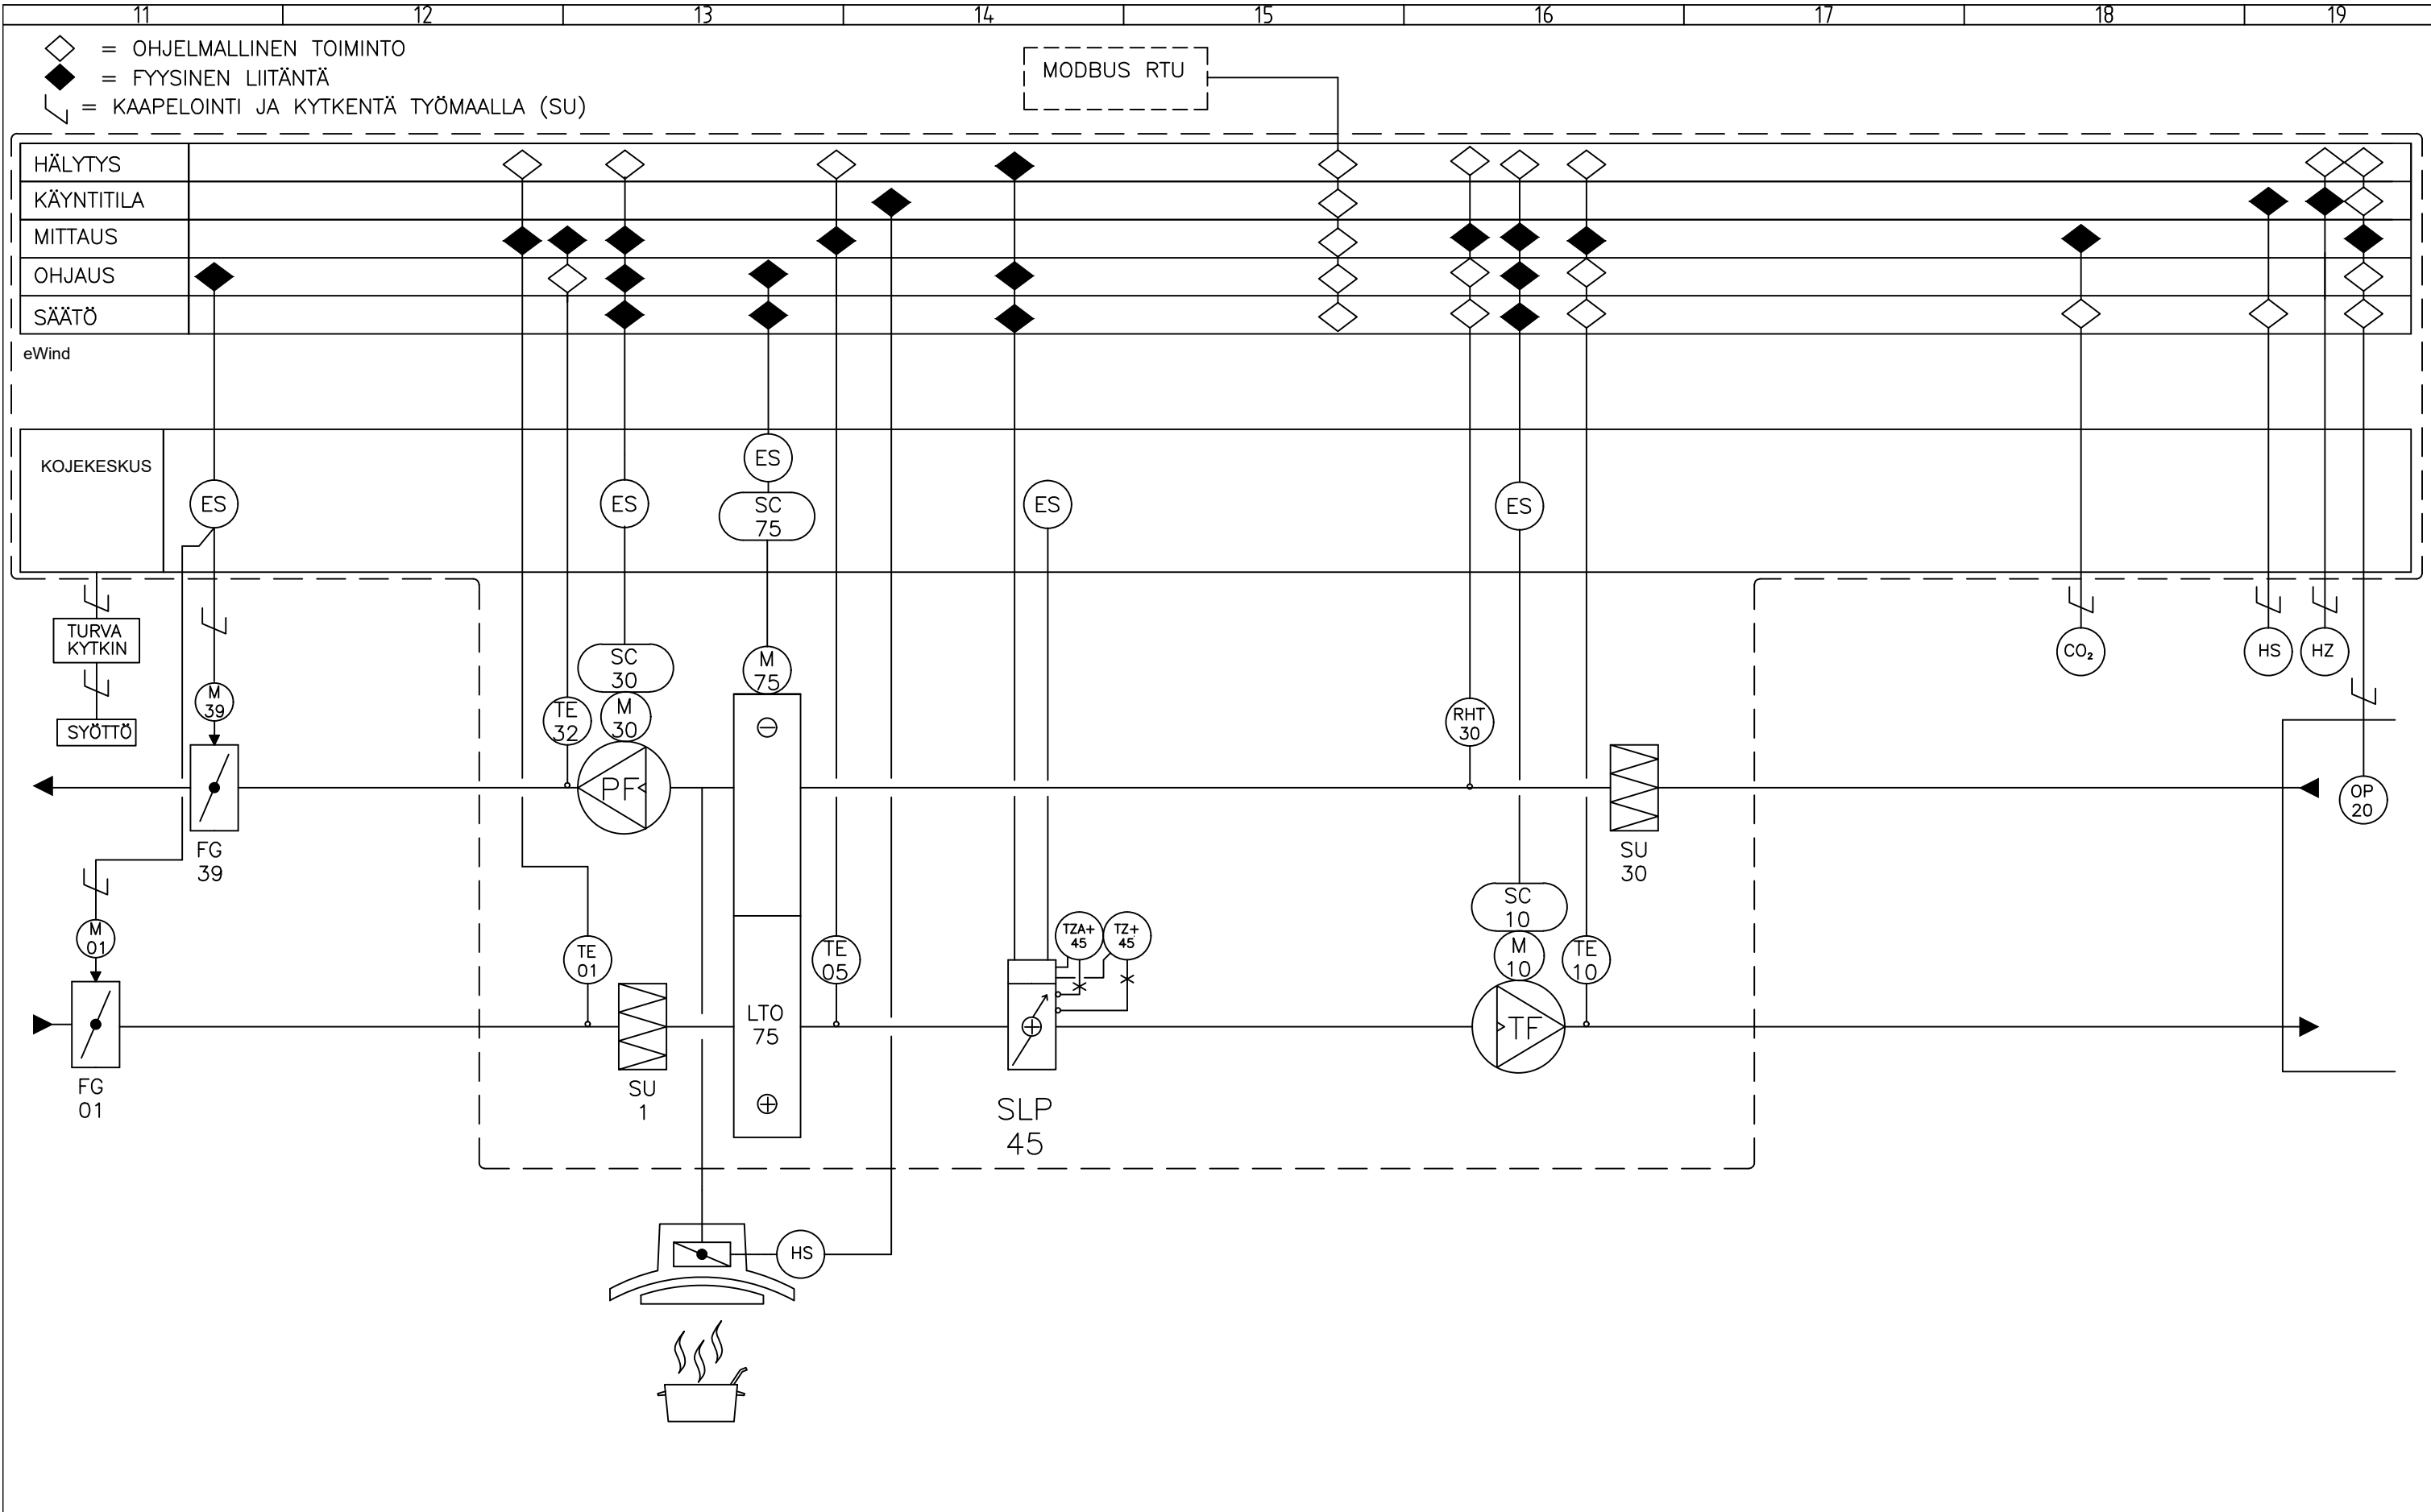 11 12 13 14 15 16 17 18 19
= OHJELMALLINEN TOIMINTO
= FYYSINEN LIITÄNTÄ
= KAAPELOINTI JA KYTKENTÄ TYÖMAALLA (SU)
MODBUS RTU
HÄLYTYS
KÄYNTITILA
MITTAUS
OHJAUS
SÄÄTÖ
eWind
KOJEKESKUS
ES
ES
ES
SC
75
ES
ES
TURVA
KYTKIN
SYÖTTÖ
M
39
TE
32
SC
30
M
30
M
75
RHT
30
CO₂
HS
HZ
PF
OP
20
FG
39
SU
30
M
01
TE
01
TE
05
TZA+
45
TZ+
45
SC
10
M
10
TE
10
LTO
75
TF
FG
01
SU
1
SLP
45
HS